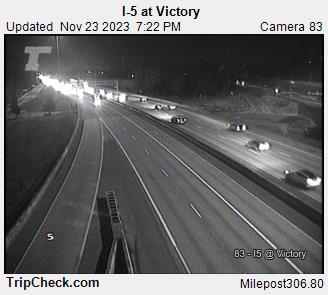 I-5 at Victory
Updated Nov 23 2023 7:22 PM Camera 83
S
83 - I5 @ Victory
TripCheck.com Milepost306.80